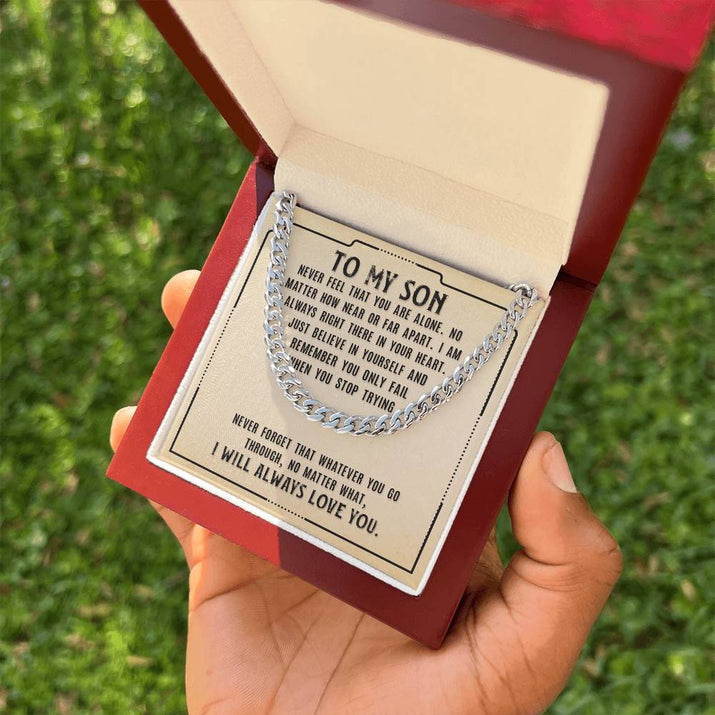 TO MY SON
NEVER FEEL THAT YOU ARE ALONE. NO
MATTER HOW NEAR OR FAR APART. I AM
ALWAYS RIGHT THERE IN YOUR HEART.
JUST BELIEVE IN YOURSELF AND
REMEMBER YOU ONLY FAIL
WHEN YOU STOP TRYING
NEVER FORGET THAT WHATEVER YOU GO
THROUGH, NO MATTER WHAT,
I WILL ALWAYS LOVE YOU.